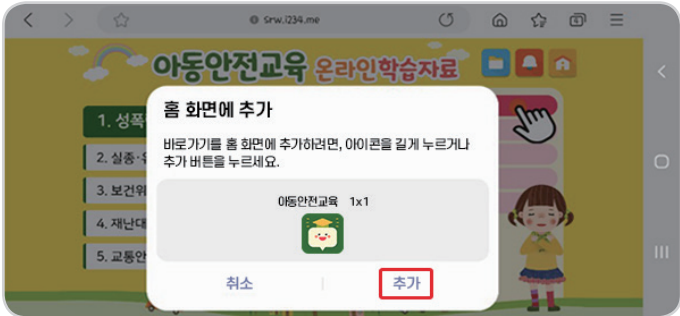 srw.i234.me
4
아동안전교육 온라인학습자료
1. 성폭
2. 실종·
3. 보건위
4. 재난대
5. 교통안
홈 화면에 추가
바로가기를 홈 화면에 추가하려면, 아이콘을 길게 누르거나
추가 버튼을 누르세요.
아동안전교육 1x1
취소
추가